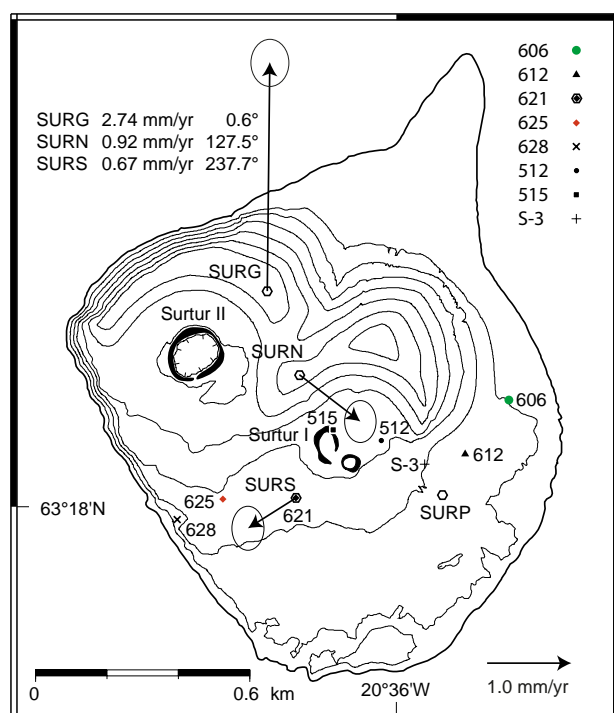 606
612
SURG 2.74 mm/yr 0.6°
621
SURN 0.92 mm/yr 127.5°
625
SURS 0.67 mm/yr 237.7°
628
512
515
S-3
SURG
Surtur II
SURN
606
515
512
Surtur I
612
S-3
SURS
625
SURP
63°18'N
621
628
0 0.6 km
20°36'W
1.0 mm/yr